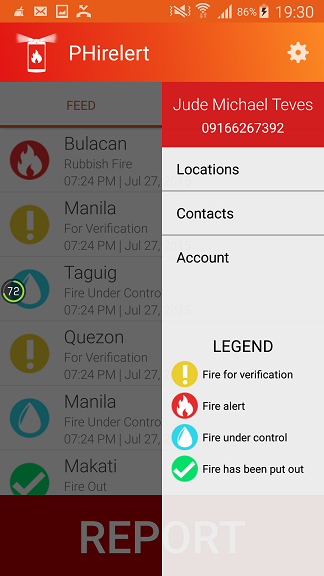 86% 19:30
PHirelert
FEED
Jude Michael Teves
09166267392
Bulacan
Rubbish Fire
07:24 PM | Jul 27,
Manila
For Verification
07:24 PM | Jul 27,
Taguig
Fire Under Contro
07:24 PM | Jul 27,
Quezon
For Verification
07:24 PM | Jul 27,
Manila
Fire Under Contro
07:24 PM | Jul 27,
Makati
Fire Out
72
Locations
Contacts
Account
LEGEND
Fire for verification
Fire alert
Fire under control
Fire has been put out
REPORT